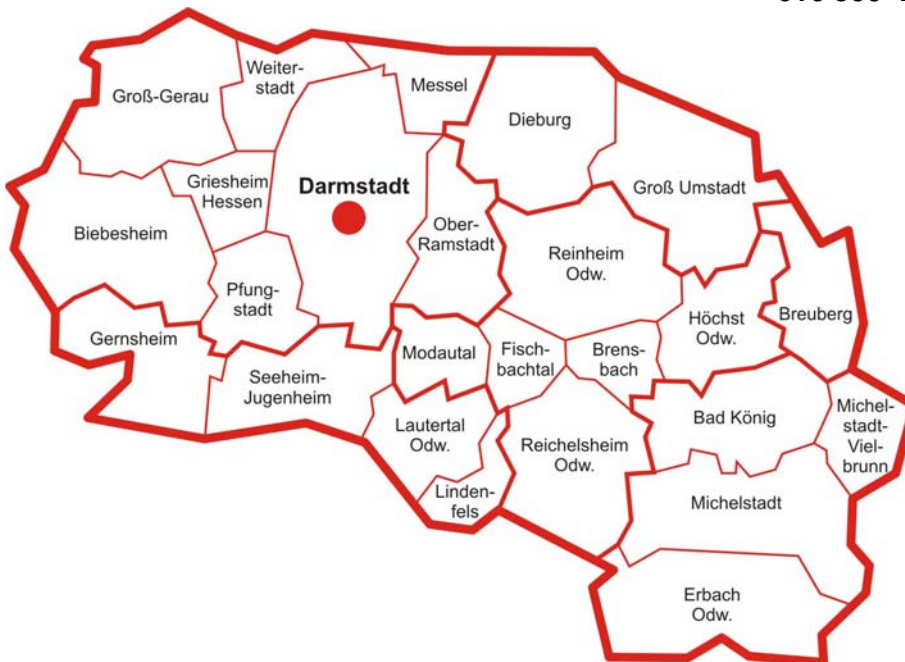 Weiter-
stadt
Messel
Groß-Gerau
Dieburg
Griesheim
Hessen
Darmstadt
Groß Umstadt
Biebesheim
Ober-
Ramstadt
Reinheim
Odw.
Pfung-
stadt
Gernsheim
Höchst
Odw.
Breuberg
Modautal
Fisch-
bachtal
Brens-
bach
Seeheim-
Jugenheim
Lautertal
Odw.
Reichelsheim
Odw.
Bad König
Michel-
stadt-
Viel-
brunn
Linden-
fels
Michelstadt
Erbach
Odw.